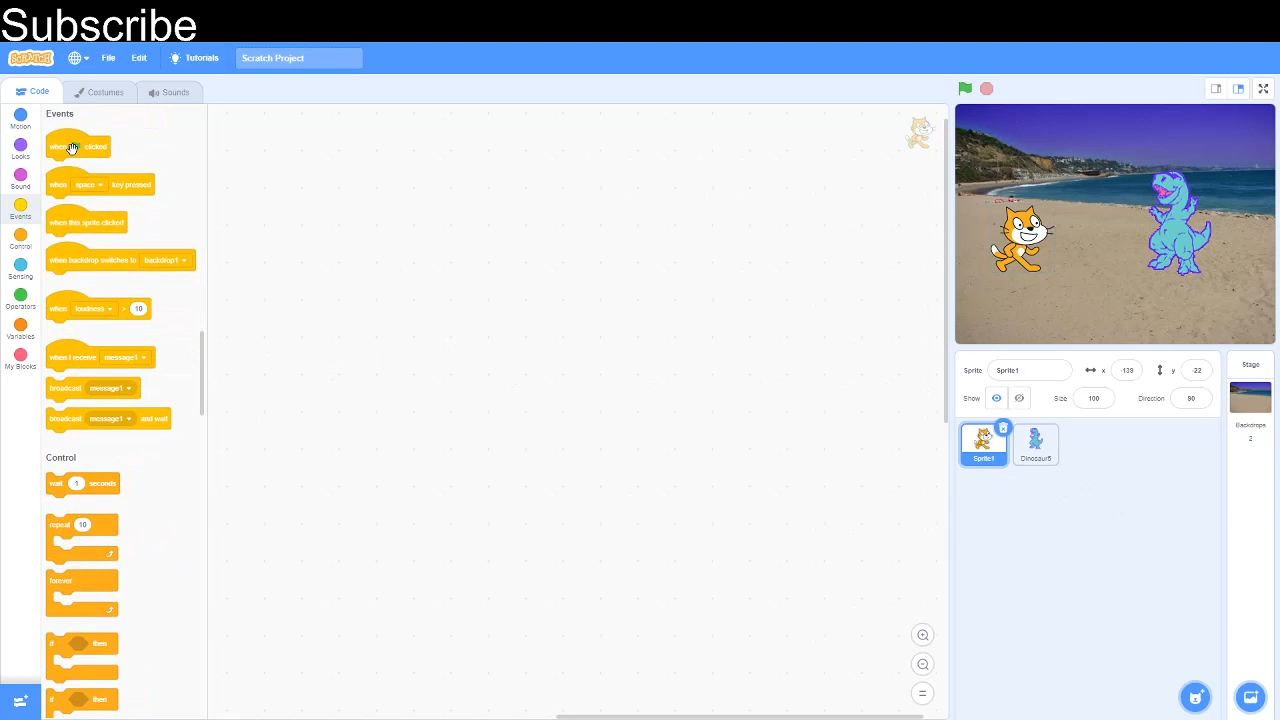 Subscribe
SCRATCH File Edit Tutorials Scratch Project
Code Costumes Sounds
Motion
Looks
Sound
Events
Control
Sensing
Operators
Variables
My Blocks
Events
when clicked
when space key pressed
when this sprite clicked
when backdrop switches to backdrop1
when loudness > 10
when I receive message1
broadcast message1
broadcast message1 and wait
Control
wait 1 seconds
repeat 10
forever
if then
if then
Sprite Sprite1 x -139 y -22
Show Size 100 Direction 90
Sprite1
Dinosaur5
Stage
Backdrops
2